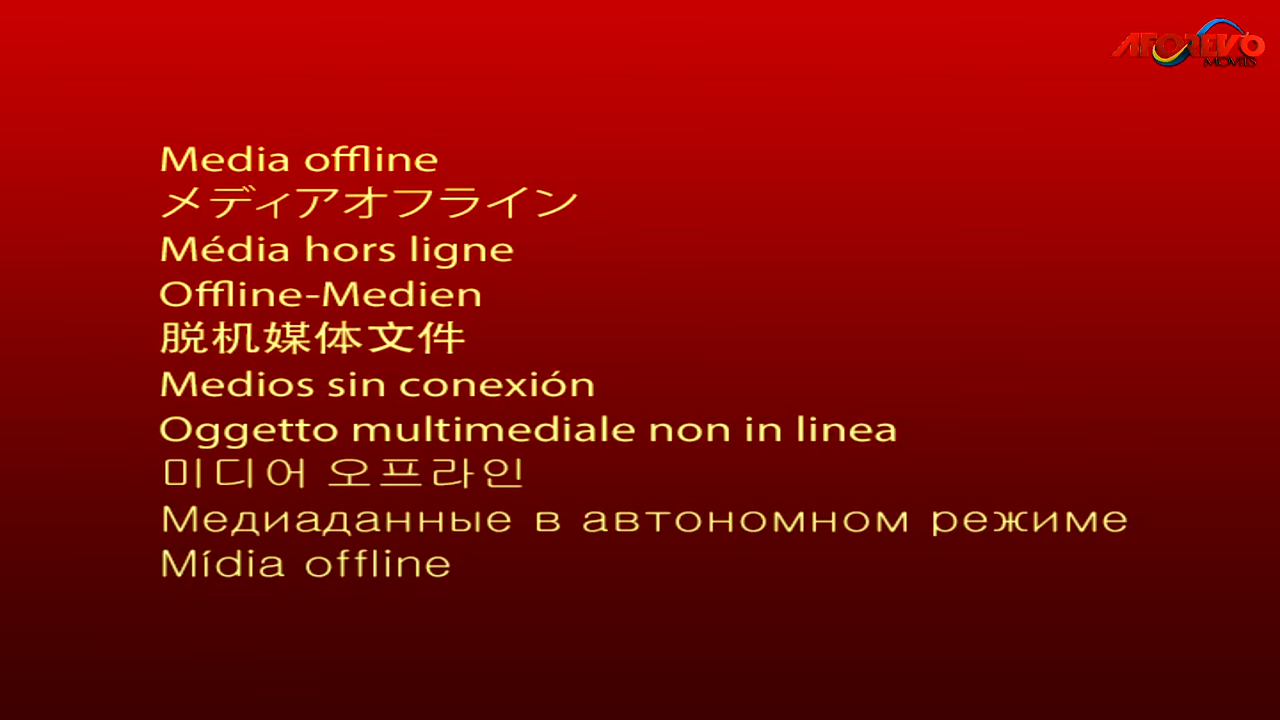 AFOREVO
MOVIES
Media offline
メディアオフライン
Média hors ligne
Offline-Medien
脱机媒体文件
Medios sin conexión
Oggetto multimediale non in linea
미디어 오프라인
Медиаданные в автономном режиме
Mídia offline